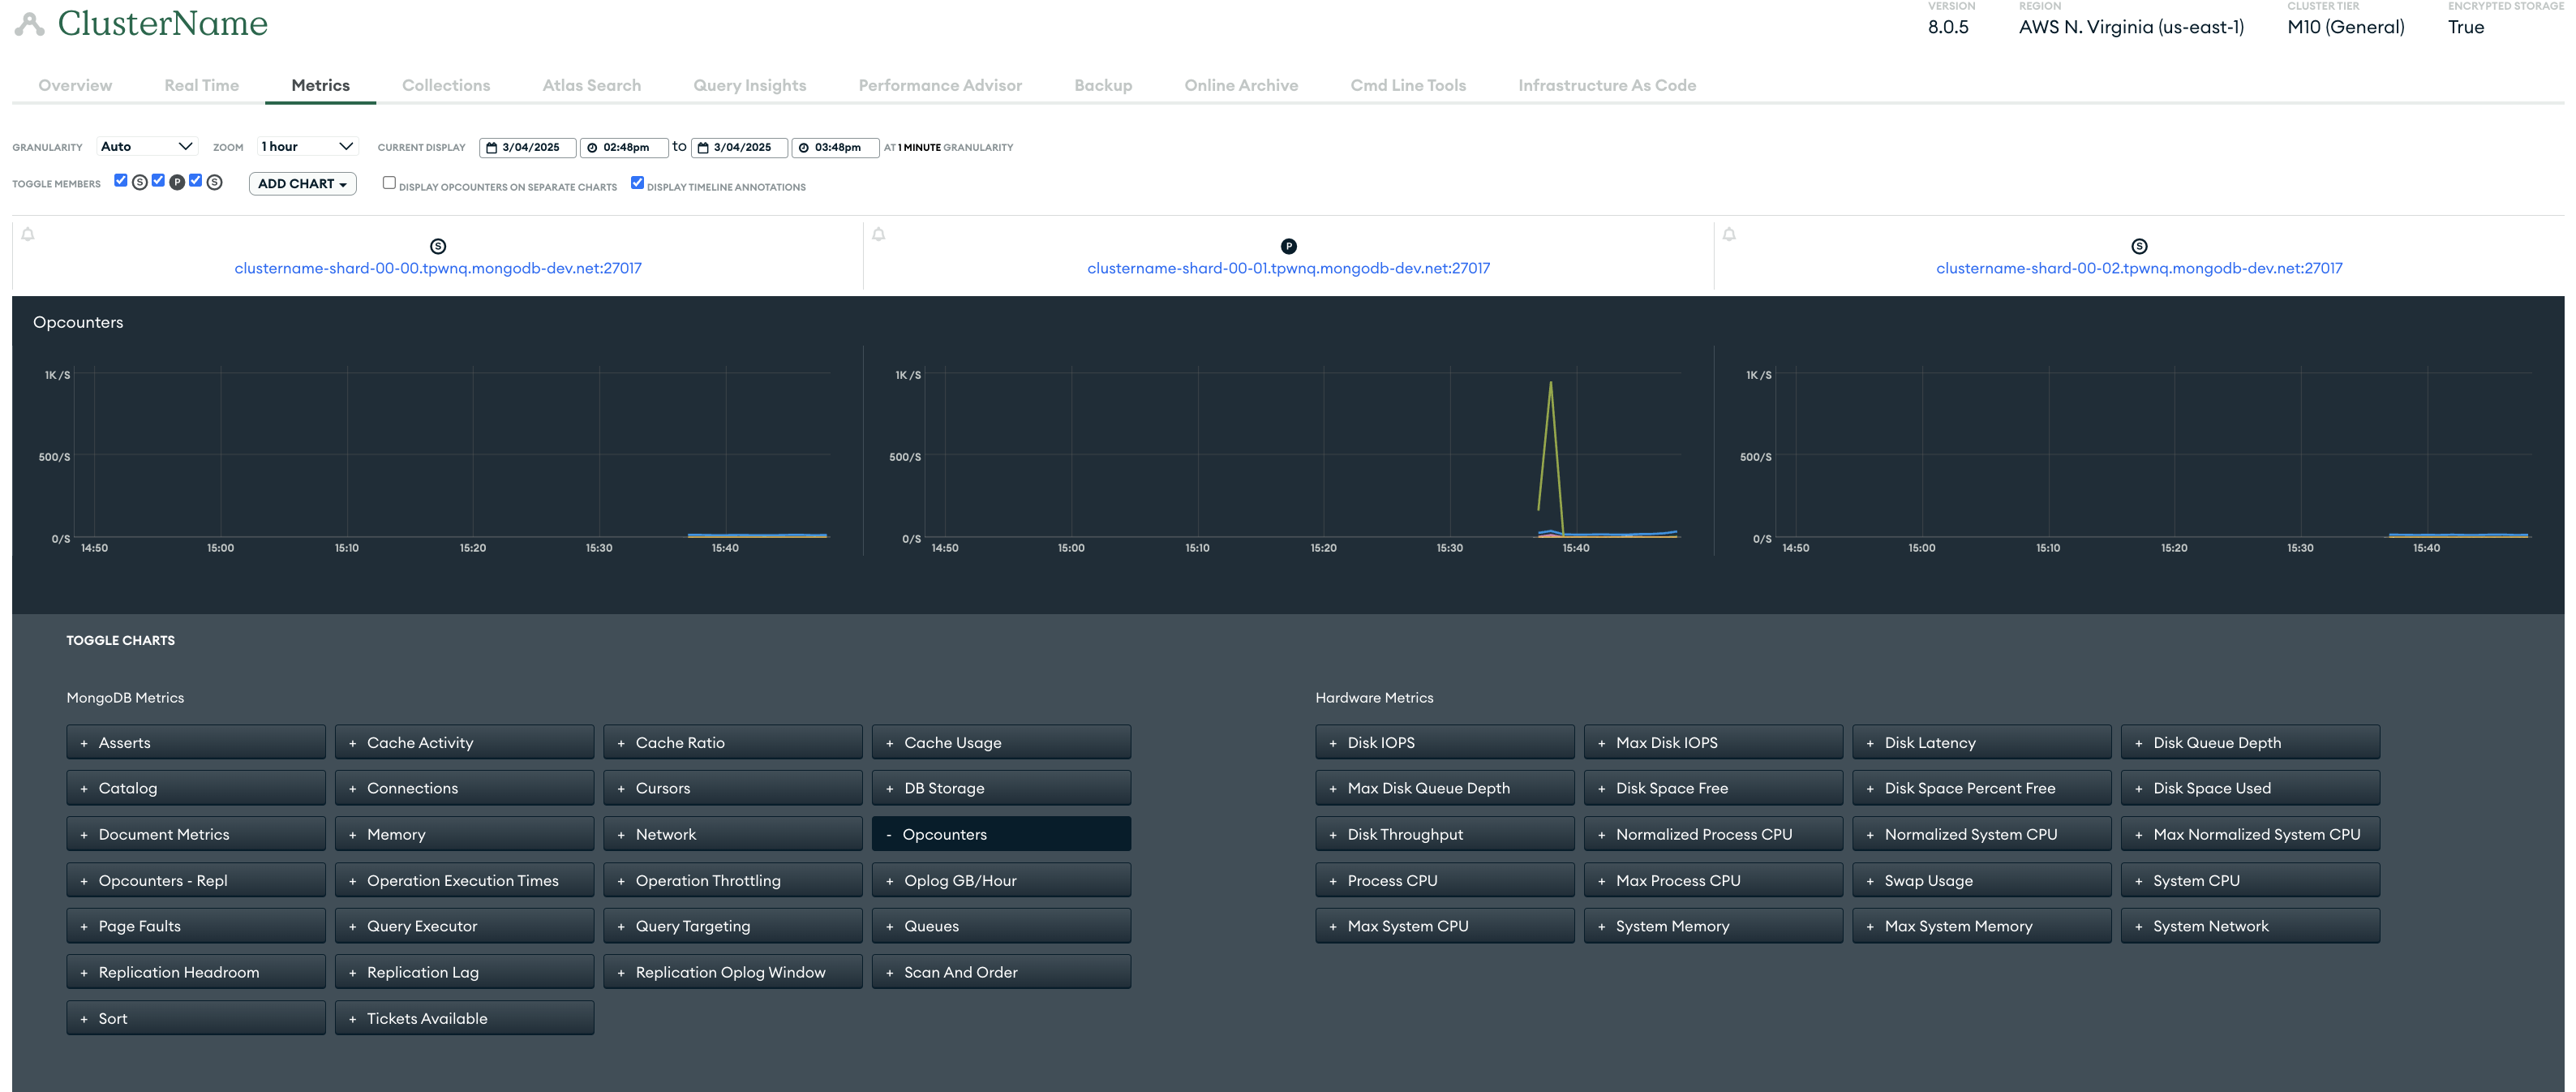 ClusterName
VERSION REGION CLUSTER TIER ENCRYPTED STORAGE
8.0.5 AWS N. Virginia (us-east-1) M10 (General) True
Overview Real Time Metrics Collections Atlas Search Query Insights Performance Advisor Backup Online Archive Cmd Line Tools Infrastructure As Code
GRANULARITY Auto ZOOM 1 hour CURRENT DISPLAY 3/04/2025 02:48pm to 3/04/2025 03:48pm AT 1 MINUTE GRANULARITY
TOGGLE MEMBERS S P S ADD CHART DISPLAY OPCOUNTERS ON SEPARATE CHARTS DISPLAY TIMELINE ANNOTATIONS
S P S
clustername-shard-00-00.tpwnq.mongodb-dev.net:27017 clustername-shard-00-01.tpwnq.mongodb-dev.net:27017 clustername-shard-00-02.tpwnq.mongodb-dev.net:27017
Opcounters
1K/S 1K/S 1K/S
500/S 500/S 500/S
0/S 0/S 0/S
14:50 15:00 15:10 15:20 15:30 15:40 14:50 15:00 15:10 15:20 15:30 15:40 14:50 15:00 15:10 15:20 15:30 15:40
TOGGLE CHARTS
MongoDB Metrics Hardware Metrics
+ Asserts + Cache Activity + Cache Ratio + Cache Usage + Disk IOPS + Max Disk IOPS + Disk Latency + Disk Queue Depth
+ Catalog + Connections + Cursors + DB Storage + Max Disk Queue Depth + Disk Space Free + Disk Space Percent Free + Disk Space Used
+ Document Metrics + Memory + Network - Opcounters + Disk Throughput + Normalized Process CPU + Normalized System CPU + Max Normalized System CPU
+ Opcounters - Repl + Operation Execution Times + Operation Throttling + Oplog GB/Hour + Process CPU + Max Process CPU + Swap Usage + System CPU
+ Page Faults + Query Executor + Query Targeting + Queues + Max System CPU + System Memory + Max System Memory + System Network
+ Replication Headroom + Replication Lag + Replication Oplog Window + Scan And Order
+ Sort + Tickets Available